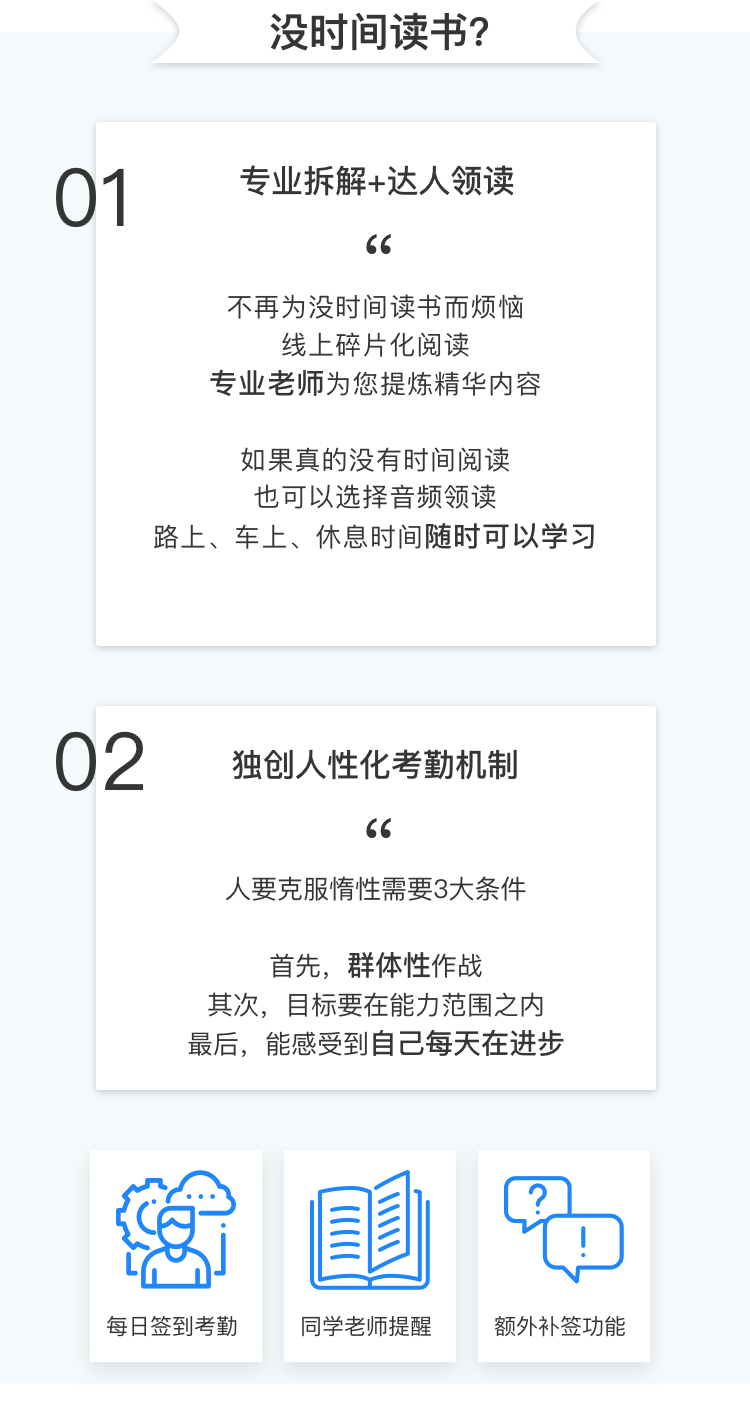 没时间读书?
01
专业拆解+达人领读
“
不再为没时间读书而烦恼
线上碎片化阅读
专业老师为您提炼精华内容
如果真的没有时间阅读
也可以选择音频领读
路上、车上、休息时间随时可以学习
02
独创人性化考勤机制
“
人要克服惰性需要3大条件
首先，群体性作战
其次，目标要在能力范围之内
最后，能感受到自己每天在进步
?
!
每日签到考勤
同学老师提醒
额外补签功能